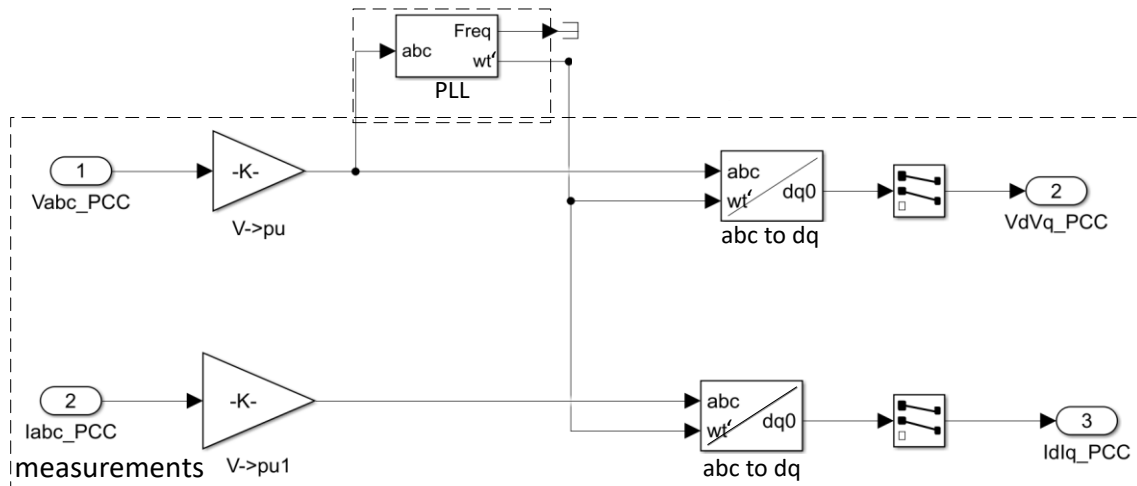 Freq
abc
wt‘
PLL
1
-K-
abc
wt‘
dq0
2
Vabc_PCC
V->pu
abc to dq
VdVq_PCC
2
-K-
abc
wt‘
dq0
3
Iabc_PCC
IdIq_PCC
measurements
V->pu1
abc to dq